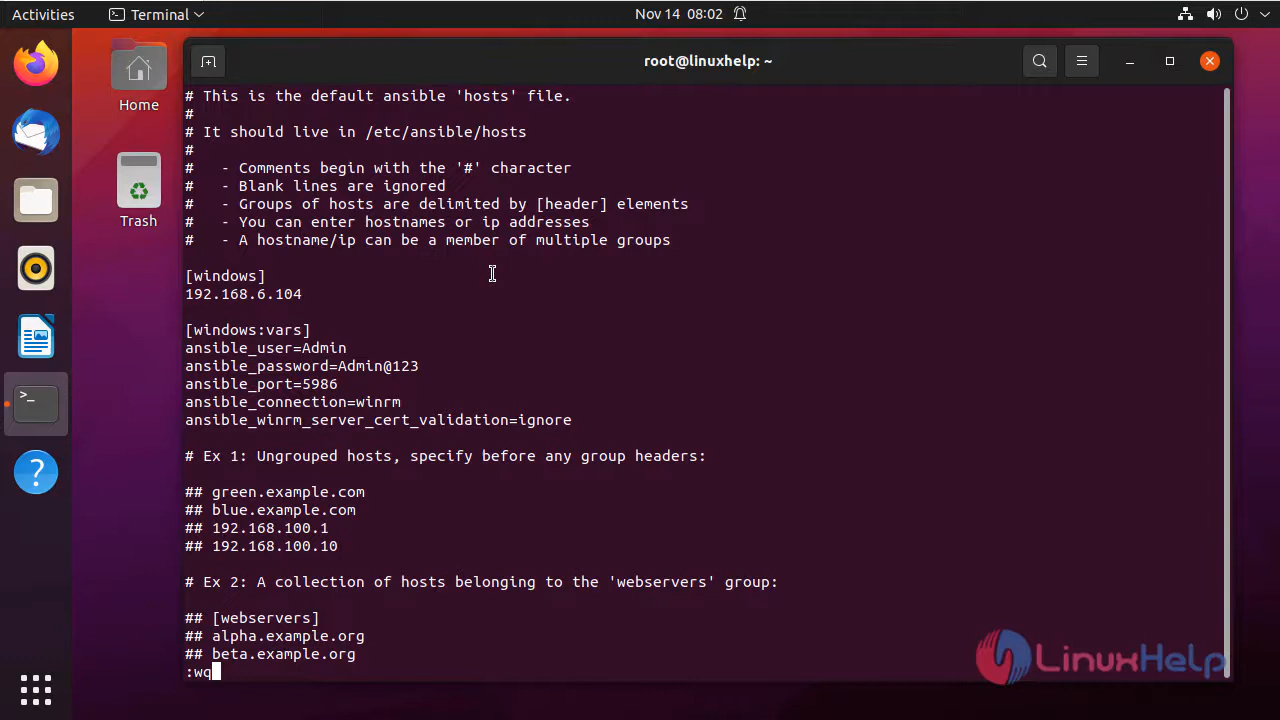 Activities
Terminal
Nov 14 08:02
root@linuxhelp: ~
Home
Trash
# This is the default ansible 'hosts' file.
#
# It should live in /etc/ansible/hosts
#
#   - Comments begin with the '#' character
#   - Blank lines are ignored
#   - Groups of hosts are delimited by [header] elements
#   - You can enter hostnames or ip addresses
#   - A hostname/ip can be a member of multiple groups
[windows]
192.168.6.104
[windows:vars]
ansible_user=Admin
ansible_password=Admin@123
ansible_port=5986
ansible_connection=winrm
ansible_winrm_server_cert_validation=ignore
# Ex 1: Ungrouped hosts, specify before any group headers:
## green.example.com
## blue.example.com
## 192.168.100.1
## 192.168.100.10
# Ex 2: A collection of hosts belonging to the 'webservers' group:
## [webservers]
## alpha.example.org
## beta.example.org
:wq
LinuxHelp